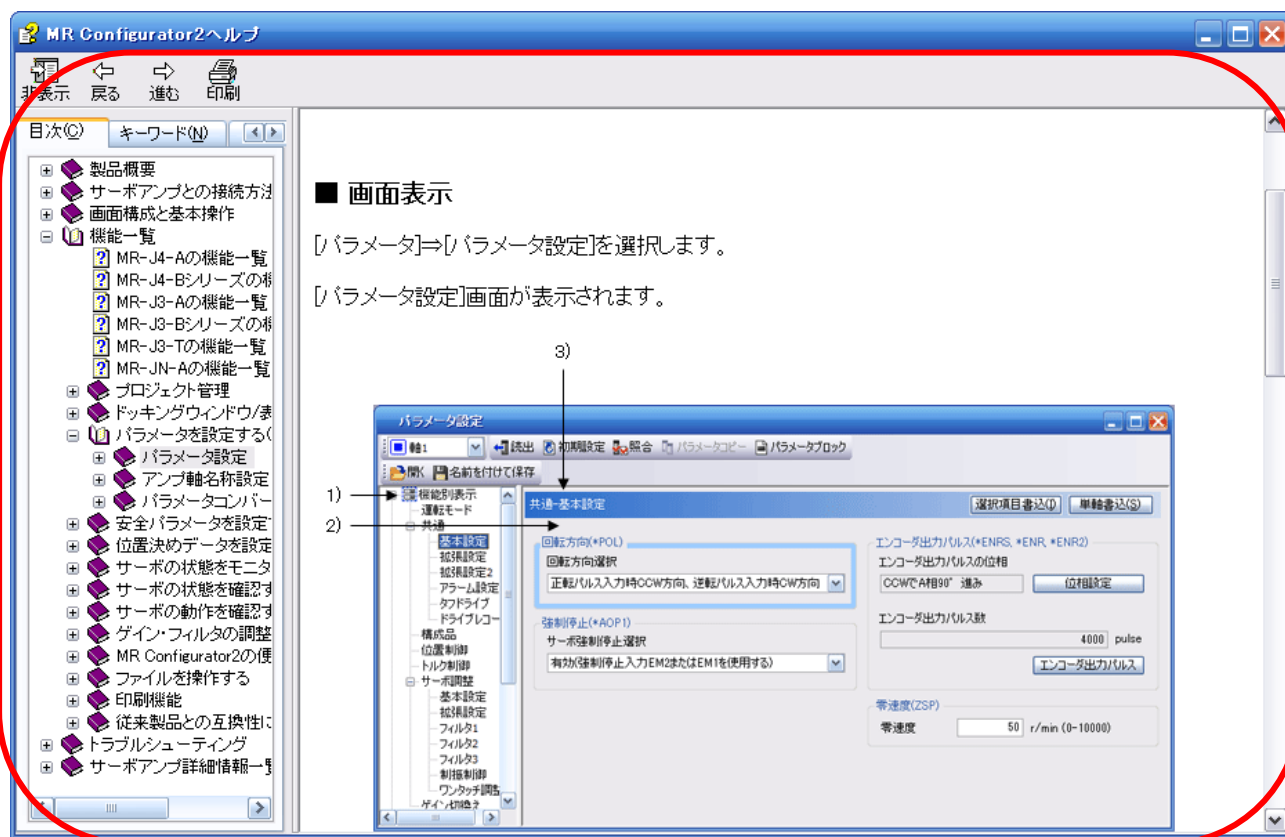 MR Configurator2ヘルプ
非表示 戻る 進む 印刷
目次(C) キーワード(N)
製品概要
サーボアンプとの接続方法
画面構成と基本操作
機能一覧
MR-J4-Aの機能一覧
MR-J4-Bシリーズの機
MR-J3-Aの機能一覧
MR-J3-Bシリーズの機
MR-J3-Tの機能一覧
MR-JN-Aの機能一覧
プロジェクト管理
ドッキングウィンドウ/表
パラメータを設定する(
パラメータ設定
アンプ軸名称設定
パラメータコンバー
安全パラメータを設定
位置決めデータを設定
サーボの状態をモニタ
サーボの状態を確認す
サーボの動作を確認す
ゲイン・フィルタの調整
MR Configurator2の便
ファイルを操作する
印刷機能
従来製品との互換性に
トラブルシューティング
サーボアンプ詳細情報一覧
■ 画面表示
[パラメータ]⇒[パラメータ設定]を選択します。
[パラメータ設定]画面が表示されます。
3)
1)
2)
パラメータ設定
軸1 読出 初期設定 照合 パラメータコピー パラメータブロック
開く 名前を付けて保存
機能別表示
運転モード
共通
基本設定
拡張設定
拡張設定2
アラーム設定
タフドライブ
ドライブレコー
構成品
位置制御
トルク制御
サーボ調整
基本設定
拡張設定
フィルタ1
フィルタ2
フィルタ3
制振制御
ワンタッチ調整
ゲイン切換え
共通-基本設定 選択項目書込(I) 単軸書込(S)
回転方向(*POL)
回転方向選択
正転パルス入力時CCW方向、逆転パルス入力時CW方向
強制停止(*AOP1)
サーボ強制停止選択
有効(強制停止入力EM2またはEM1を使用する)
エンコーダ出力パルス(*ENRS, *ENR, *ENR2)
エンコーダ出力パルスの位相
CCWでA相90° 進み 位相設定
エンコーダ出力パルス数
4000 pulse
エンコーダ出力パルス
零速度(ZSP)
零速度 50 r/min (0-10000)